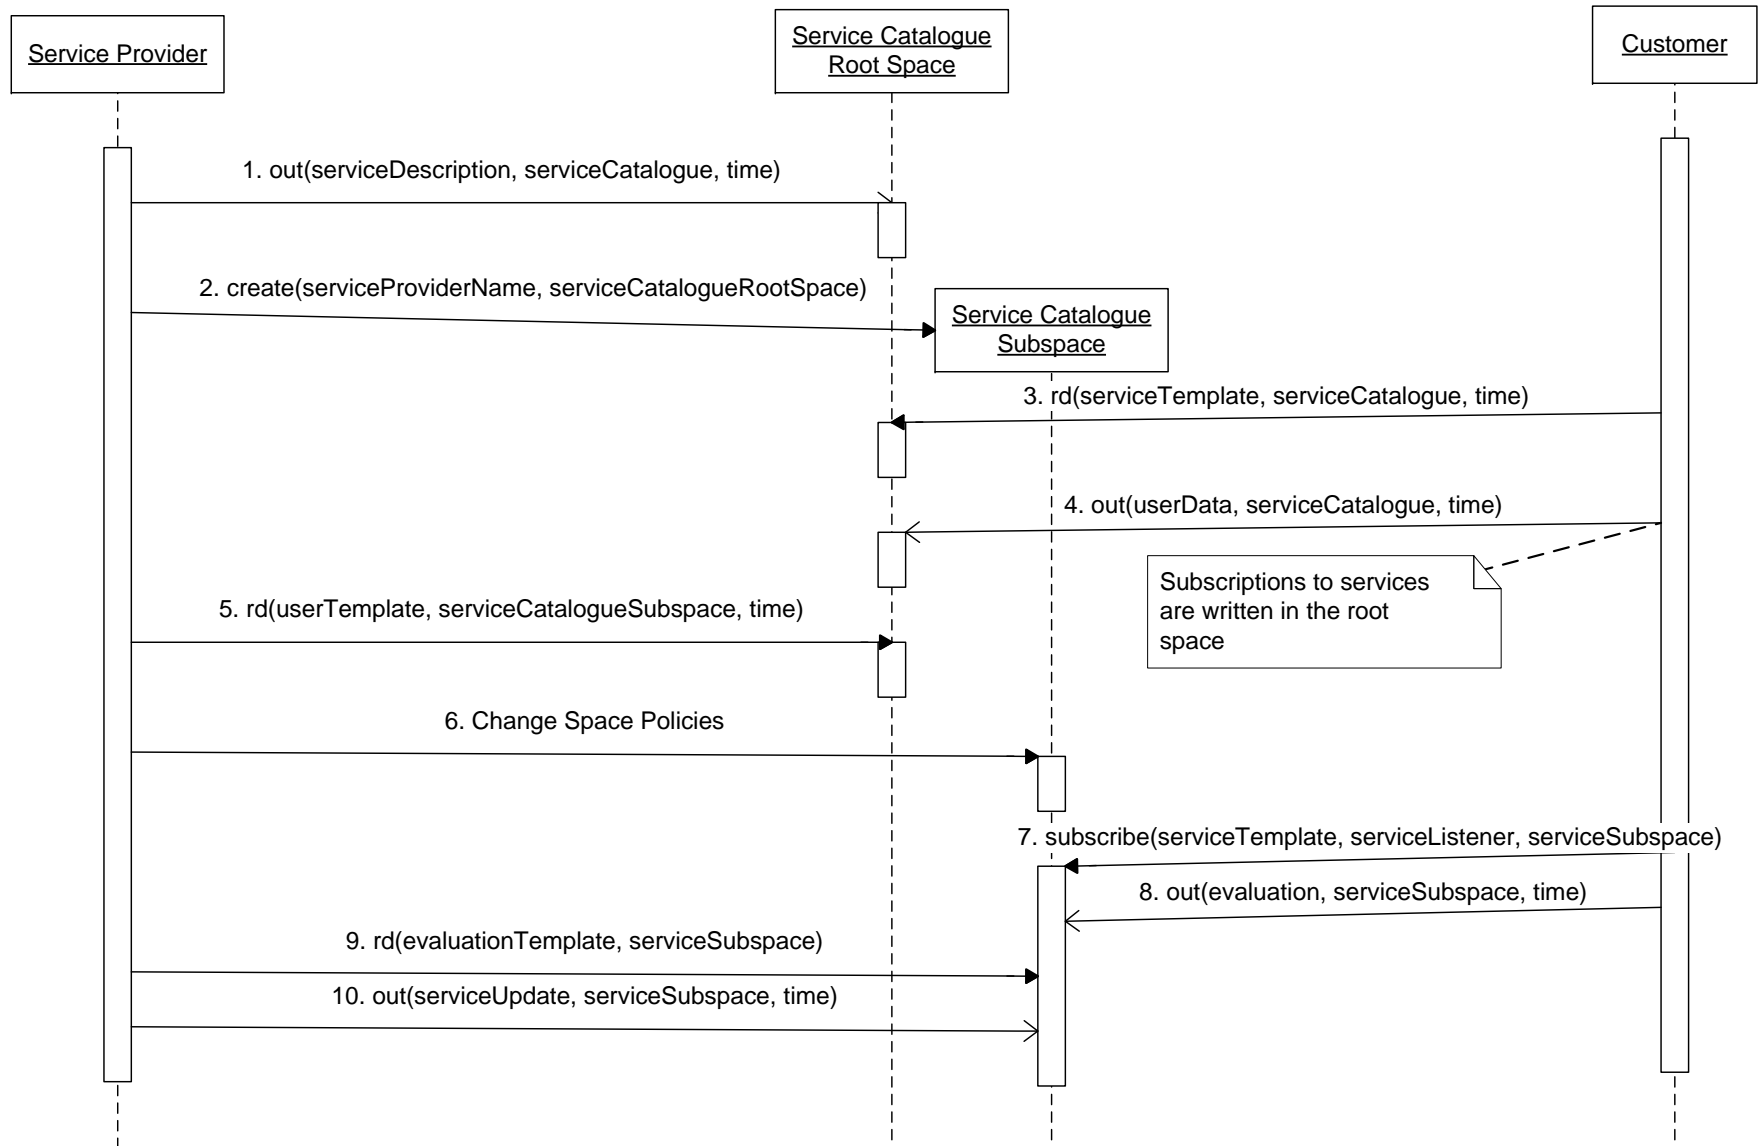 Service Provider
Service Catalogue
Root Space
Customer
1. out(serviceDescription, serviceCatalogue, time)
2. create(serviceProviderName, serviceCatalogueRootSpace)
Service Catalogue
Subspace
3. rd(serviceTemplate, serviceCatalogue, time)
4. out(userData, serviceCatalogue, time)
Subscriptions to services
are written in the root
space
5. rd(userTemplate, serviceCatalogueSubspace, time)
6. Change Space Policies
7. subscribe(serviceTemplate, serviceListener, serviceSubspace)
8. out(evaluation, serviceSubspace, time)
9. rd(evaluationTemplate, serviceSubspace)
10. out(serviceUpdate, serviceSubspace, time)